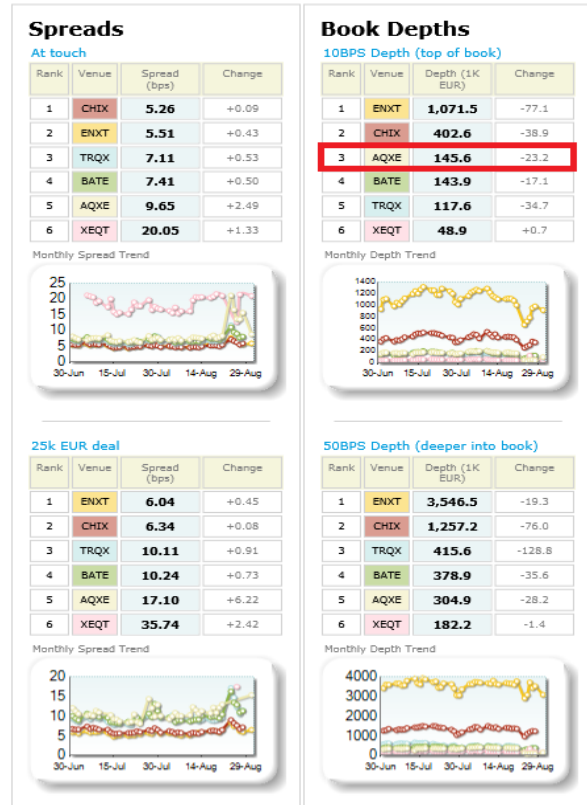 Spreads
At touch
Rank Venue Spread (bps) Change
1 CHIX 5.26 +0.09
2 ENXT 5.51 +0.43
3 TRQX 7.11 +0.53
4 BATE 7.41 +0.50
5 AQXE 9.65 +2.49
6 XEQT 20.05 +1.33
Monthly Spread Trend
25
20
15
10
5
0
30-Jun 15-Jul 30-Jul 14-Aug 29-Aug
25k EUR deal
Rank Venue Spread (bps) Change
1 ENXT 6.04 +0.45
2 CHIX 6.34 +0.08
3 TRQX 10.11 +0.91
4 BATE 10.24 +0.73
5 AQXE 17.10 +6.22
6 XEQT 35.74 +2.42
Monthly Spread Trend
20
15
10
5
0
30-Jun 15-Jul 30-Jul 14-Aug 29-Aug
Book Depths
10BPS Depth (top of book)
Rank Venue Depth (1K EUR) Change
1 ENXT 1,071.5 -77.1
2 CHIX 402.6 -38.9
3 AQXE 145.6 -23.2
4 BATE 143.9 -17.1
5 TRQX 117.6 -34.7
6 XEQT 48.9 +0.7
Monthly Depth Trend
1400
1200
1000
800
600
400
200
0
30-Jun 15-Jul 30-Jul 14-Aug 29-Aug
50BPS Depth (deeper into book)
Rank Venue Depth (1K EUR) Change
1 ENXT 3,546.5 -19.3
2 CHIX 1,257.2 -76.0
3 TRQX 415.6 -128.8
4 BATE 378.9 -35.6
5 AQXE 304.9 -28.2
6 XEQT 182.2 -1.4
Monthly Depth Trend
4000
3000
2000
1000
0
30-Jun 15-Jul 30-Jul 14-Aug 29-Aug